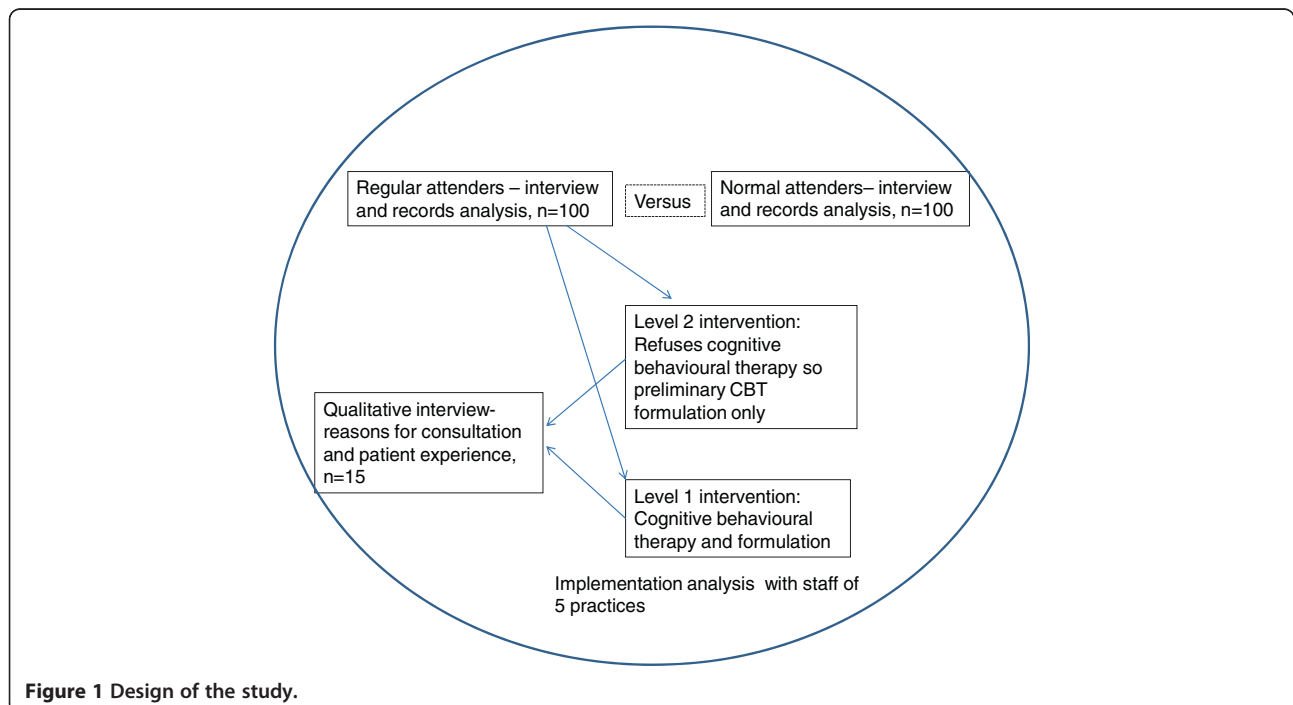 Regular attenders – interview
and records analysis, n=100
Versus
Normal attenders– interview
and records analysis, n=100
Level 2 intervention:
Refuses cognitive
behavioural therapy so
preliminary CBT
formulation only
Qualitative interview-
reasons for consultation
and patient experience,
n=15
Level 1 intervention:
Cognitive behavioural
therapy and formulation
Implementation analysis with staff of
5 practices
Figure 1 Design of the study.